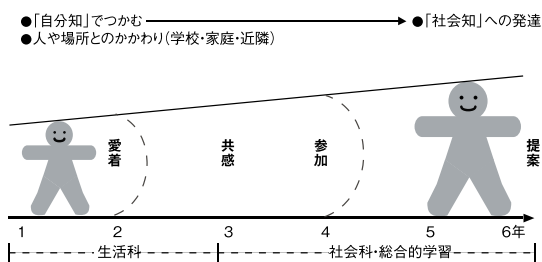 ●「自分知」でつかむ ●「社会知」への発達
●人や場所とのかかわり(学校・家庭・近隣)
愛着 共感 参加 提案
1 2 3 4 5 6年
生活科 社会科・総合的学習